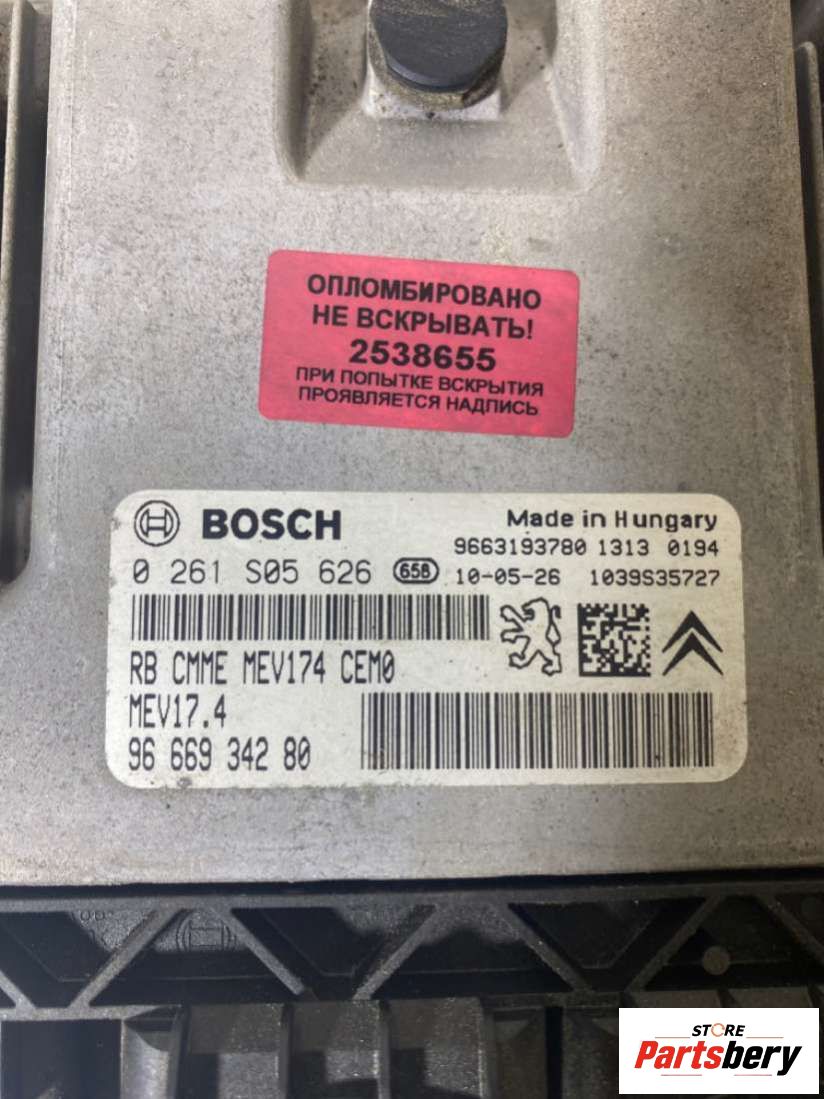 ОПЛОМБИРОВАНО
НЕ ВСКРЫВАТЬ!
2538655
ПРИ ПОПЫТКЕ ВСКРЫТИЯ
ПРОЯВЛЯЕТСЯ НАДПИСЬ
BOSCH
Made in Hungary
9663193780 1313 0194
0 261 S05 626 658 10-05-26 1039S35727
RB CMME MEV174 CEM0
MEV17.4
96 669 342 80
STORE
Partsbery